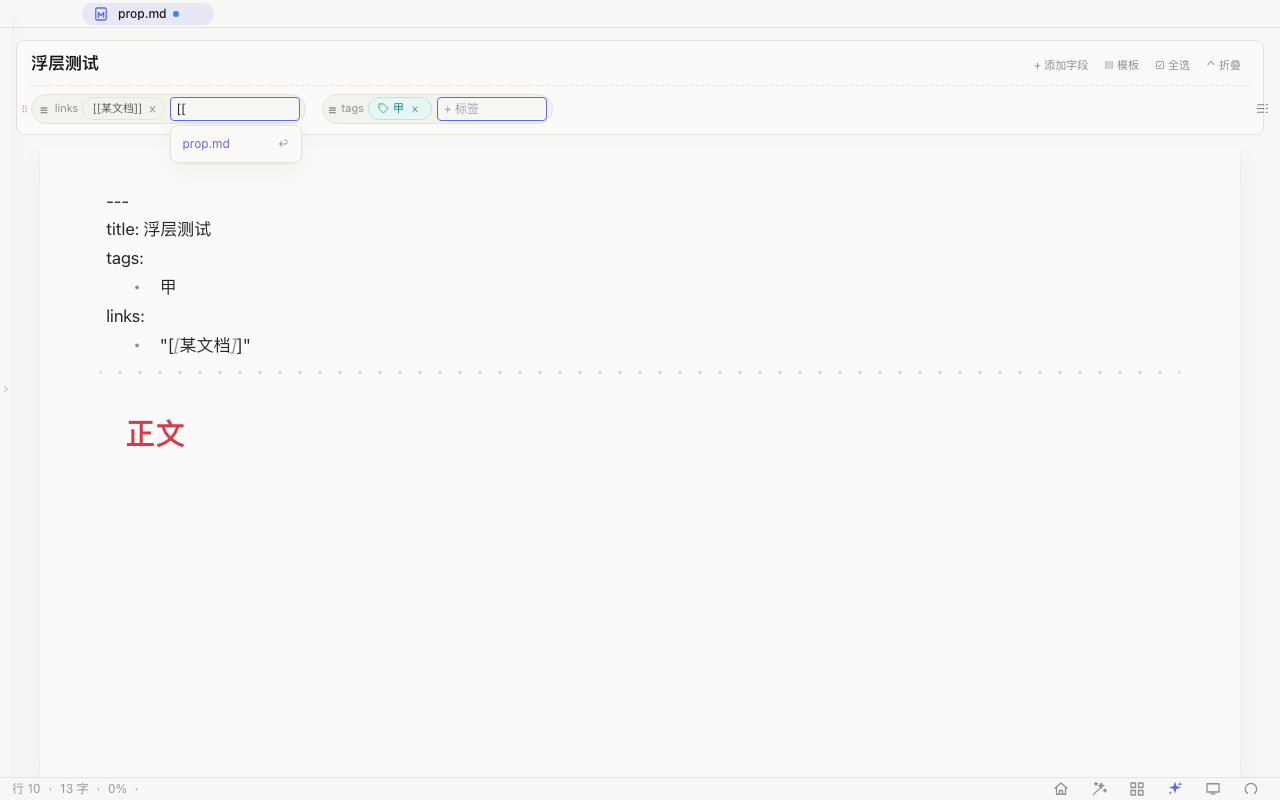 prop.md
浮层测试
+ 添加字段 模板 全选 折叠
links [[某文档]] × [[ tags 甲 × + 标签
prop.md
---
title: 浮层测试
tags:
• 甲
links:
• "[[某文档]]"
正文
行 10 · 13 字 · 0% ·